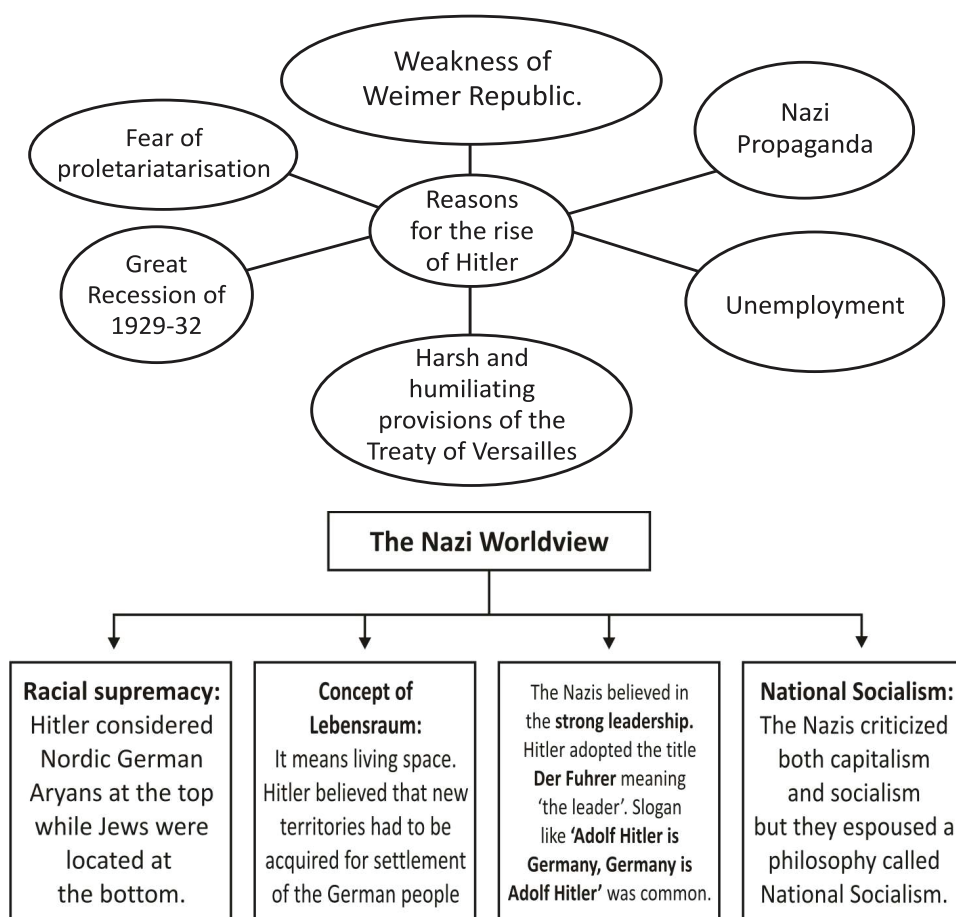 Weakness of
Weimer Republic.
Nazi
Propaganda
Fear of
proletariatarisation
Reasons
for the rise
of Hitler
Great
Recession of
1929-32
Unemployment
Harsh and
humiliating
provisions of the
Treaty of Versailles
The Nazi Worldview
Racial supremacy:
Hitler considered
Nordic German
Aryans at the top
while Jews were
located at
the bottom.
Concept of
Lebensraum:
It means living space.
Hitler believed that new
territories had to be
acquired for settlement
of the German people
The Nazis believed in
the strong leadership.
Hitler adopted the title
Der Fuhrer meaning
‘the leader’. Slogan
like ‘Adolf Hitler is
Germany, Germany is
Adolf Hitler’ was common.
National Socialism:
The Nazis criticized
both capitalism
and socialism
but they espoused a
philosophy called
National Socialism.